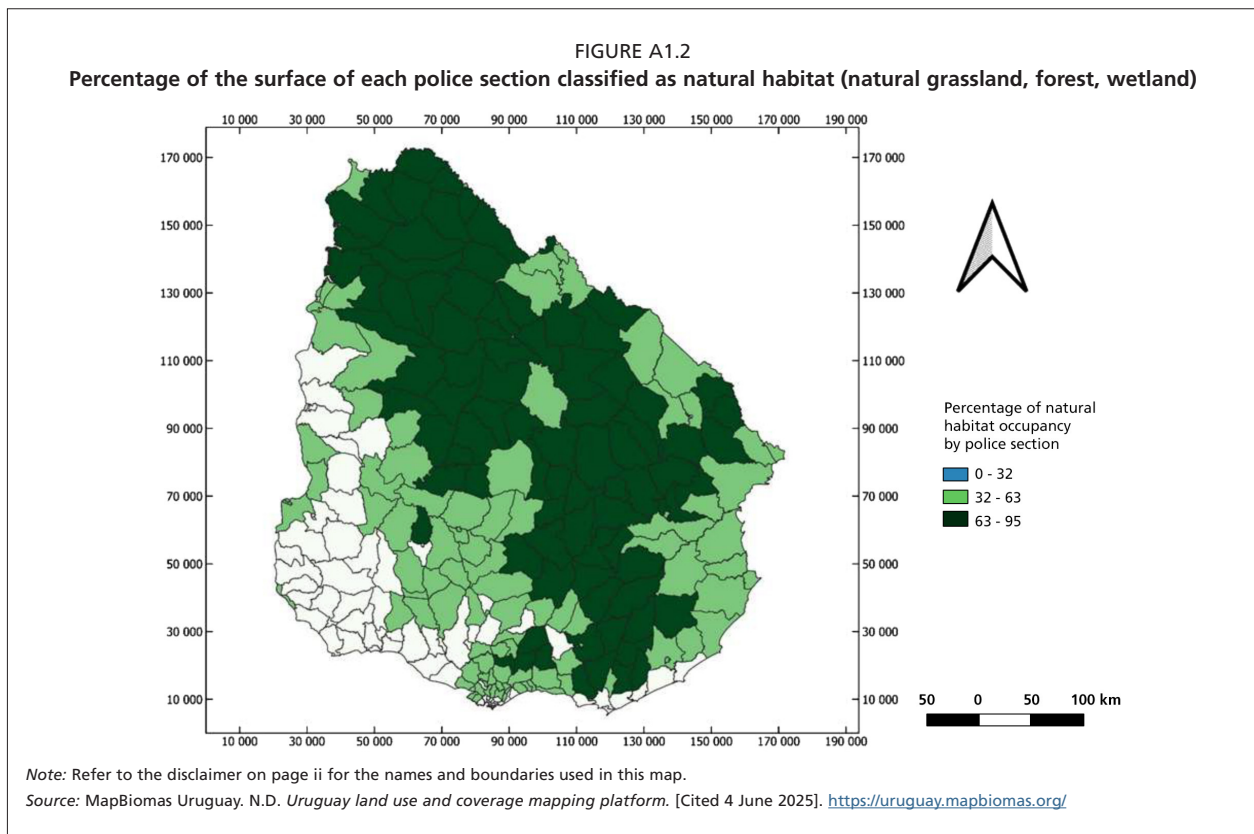 FIGURE A1.2
Percentage of the surface of each police section classified as natural habitat (natural grassland, forest, wetland)
10 000 30 000 50 000 70 000 90 000 110 000 130 000 150 000 170 000 190 000
170 000 170 000
150 000 150 000
130 000 130 000
110 000 110 000
90 000 90 000
70 000 70 000
50 000 50 000
30 000 30 000
10 000 10 000
10 000 30 000 50 000 70 000 90 000 110 000 130 000 150 000 170 000 190 000
Percentage of natural
habitat occupancy
by police section
0 - 32
32 - 63
63 - 95
50 0 50 100 km
Note: Refer to the disclaimer on page ii for the names and boundaries used in this map.
Source: MapBiomas Uruguay. N.D. Uruguay land use and coverage mapping platform. [Cited 4 June 2025]. https://uruguay.mapbiomas.org/